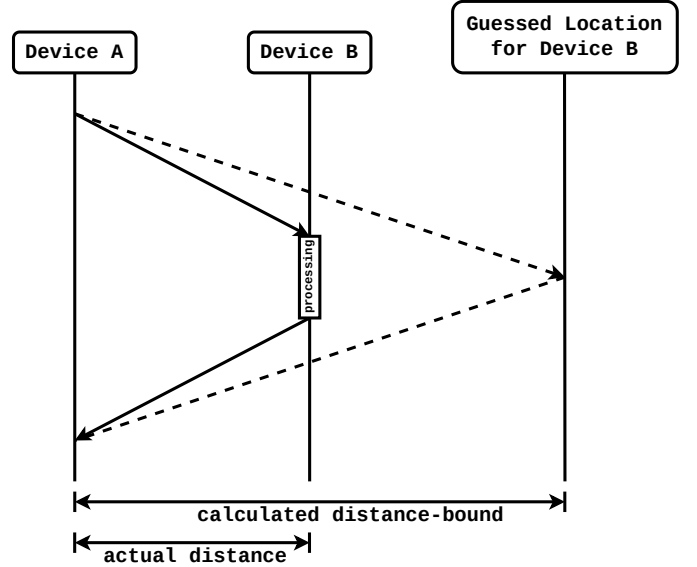 Device A
Device B
Guessed Location
for Device B
processing
calculated distance-bound
actual distance